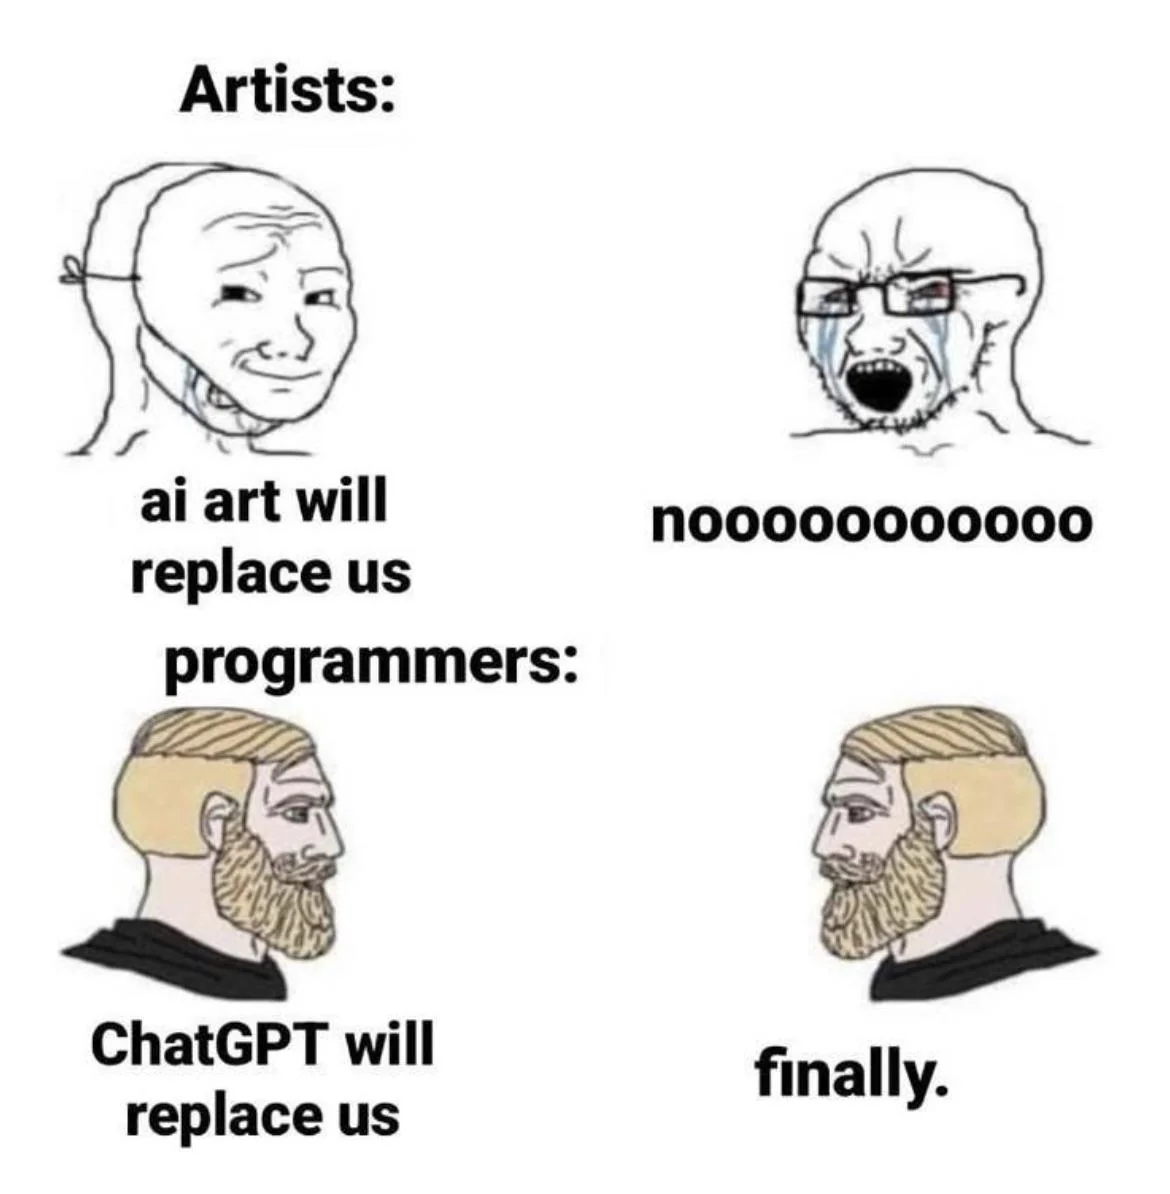 Artists:
ai art will
replace us
noooooooooooo
programmers:
ChatGPT will
replace us
finally.